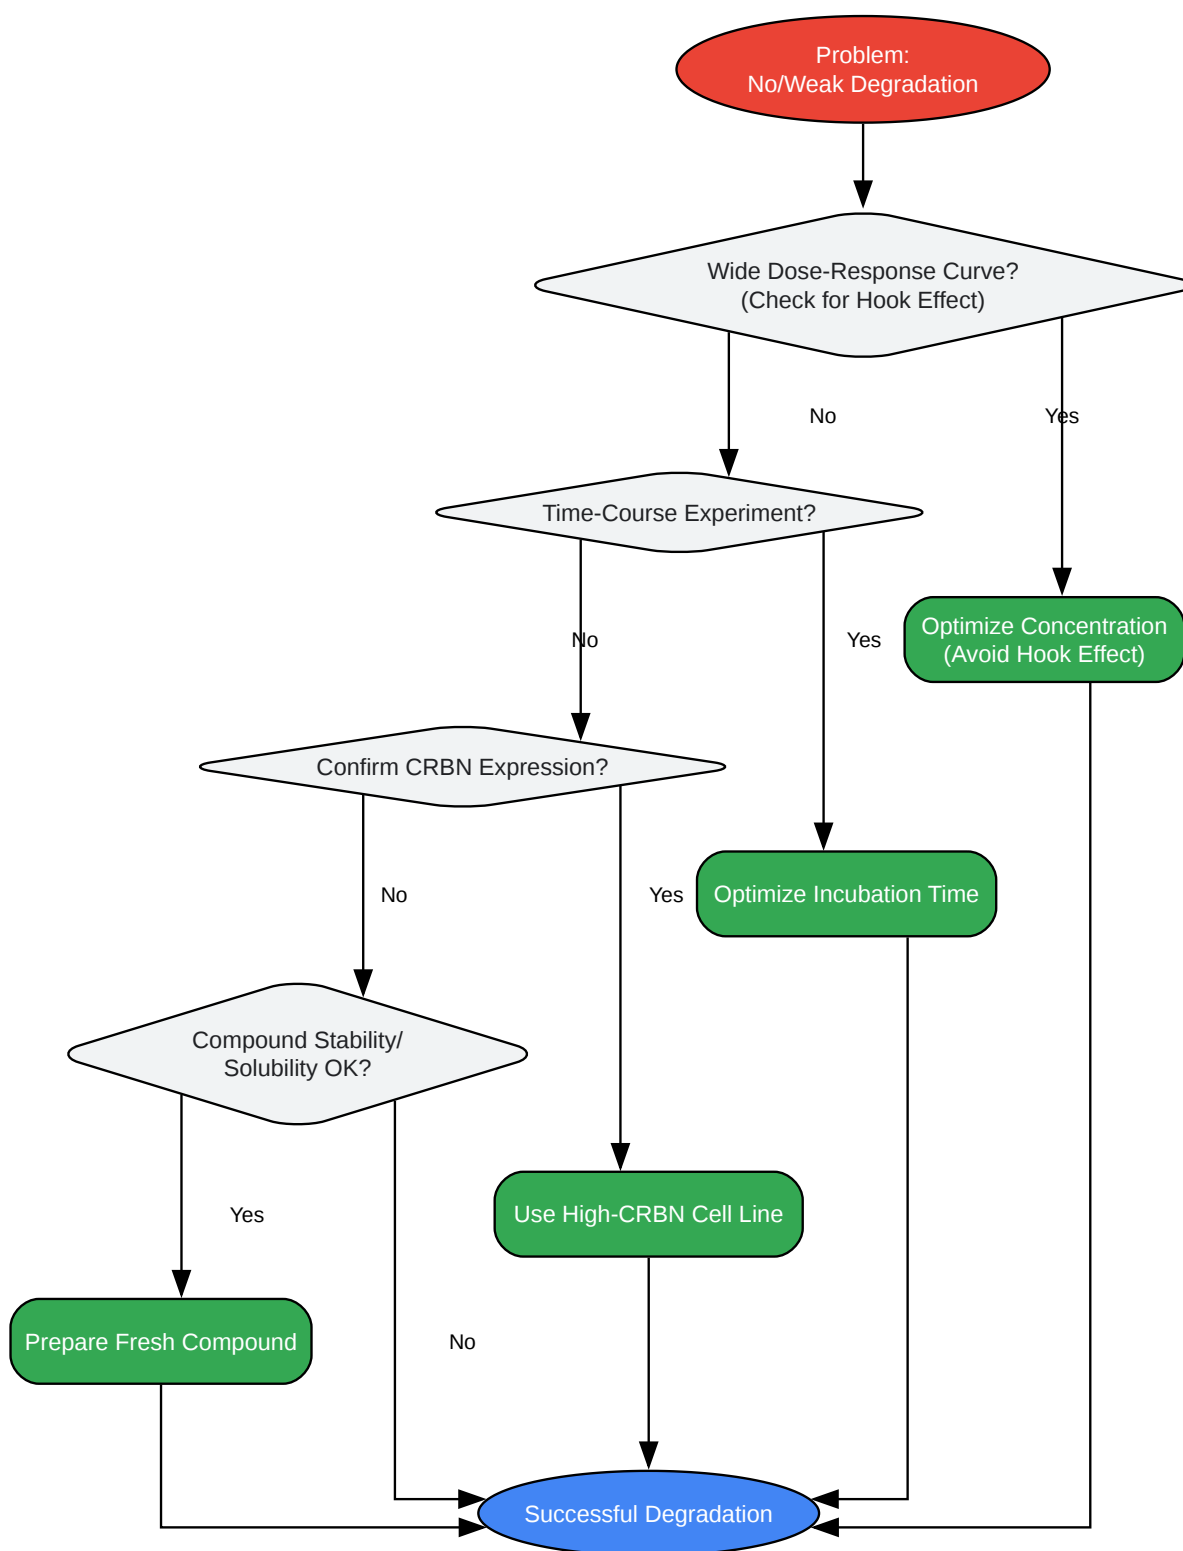 Problem:
No/Weak Degradation
Wide Dose-Response Curve?
(Check for Hook Effect)
No
Yes
Time-Course Experiment?
No
Yes
Optimize Concentration
(Avoid Hook Effect)
Confirm CRBN Expression?
No
Yes
Optimize Incubation Time
Compound Stability/
Solubility OK?
Yes
Use High-CRBN Cell Line
Prepare Fresh Compound
No
Successful Degradation